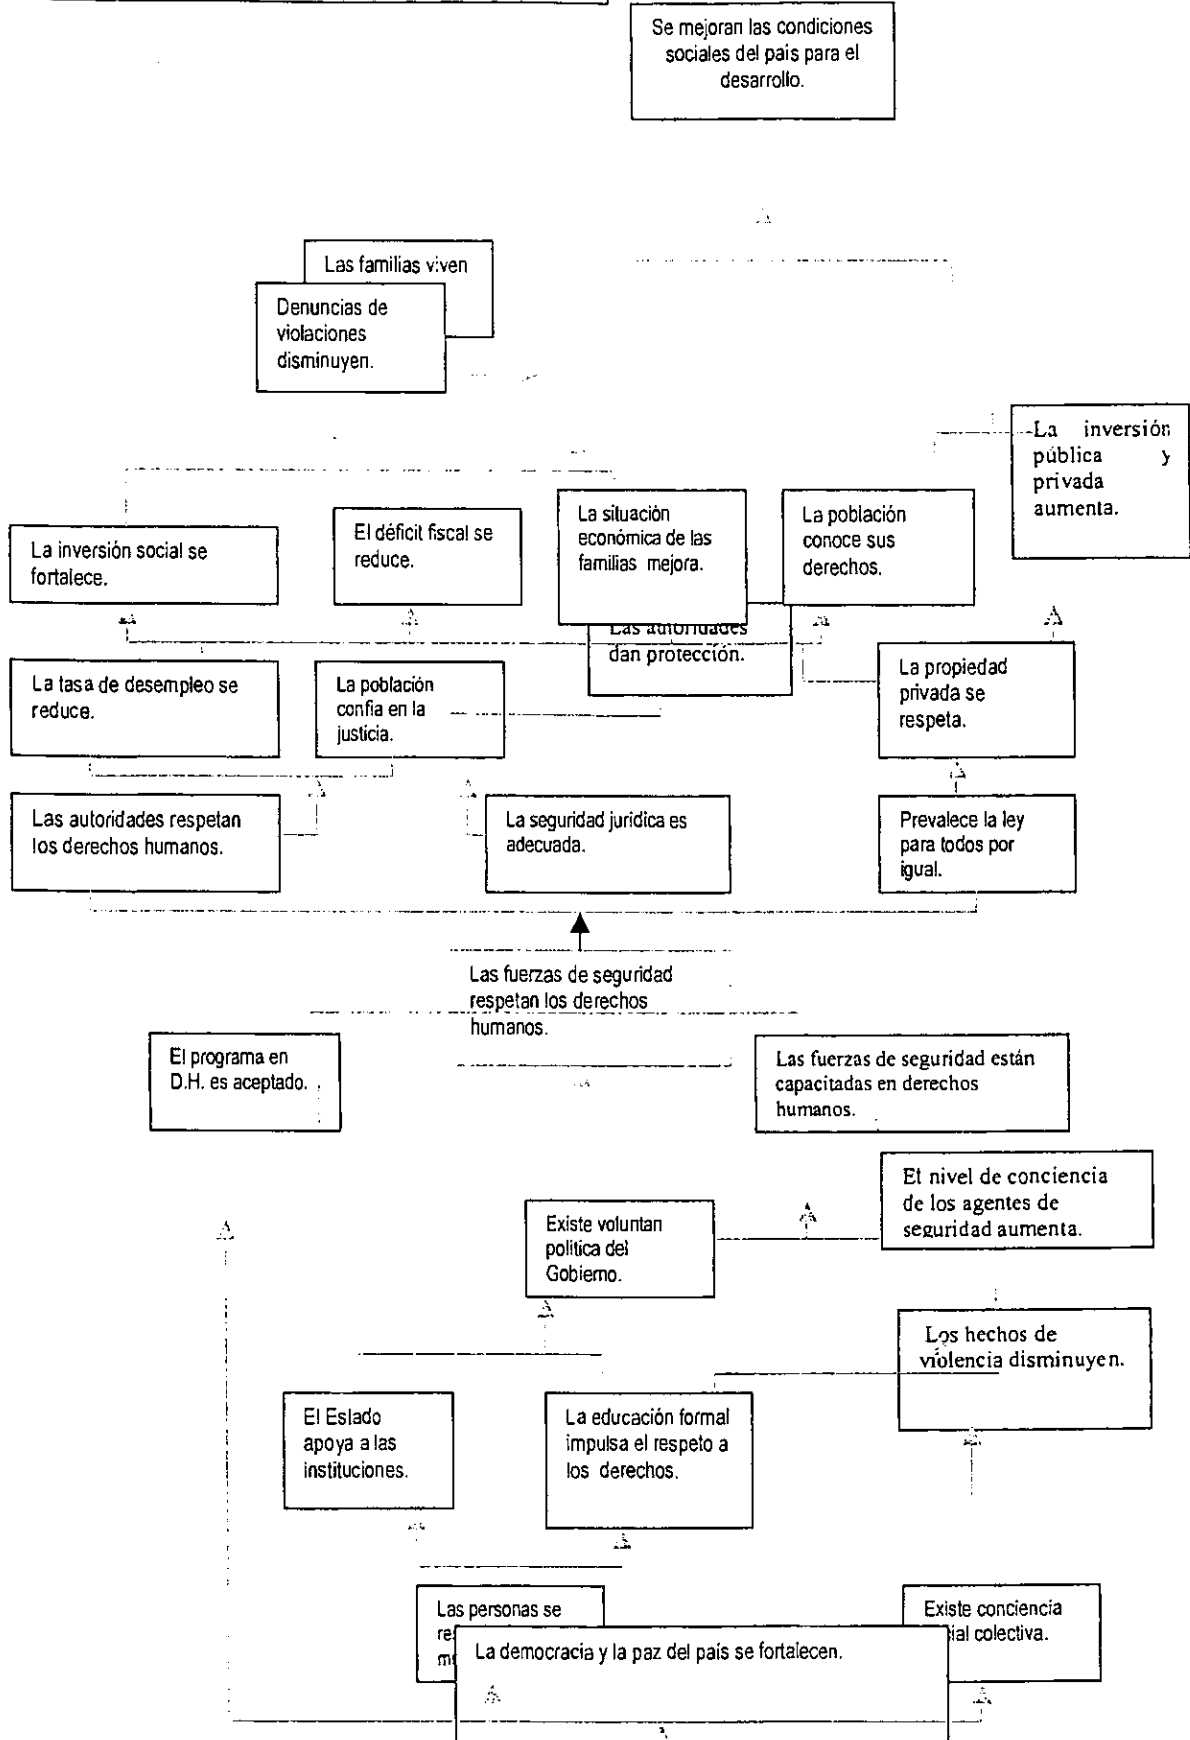 Se mejoran las condiciones
sociales del país para el
desarrollo.
Las familias viven
Denuncias de
violaciones
disminuyen.
La inversión
pública y
privada
aumenta.
La inversión social se
fortalece.
El déficit fiscal se
reduce.
La situación
económica de las
familias mejora.
La población
conoce sus
derechos.
Las autoridades
dan protección.
La tasa de desempleo se
reduce.
La población
confia en la
justicia.
La propiedad
privada se
respeta.
Las autoridades respetan
los derechos humanos.
La seguridad jurídica es
adecuada.
Prevalece la ley
para todos por
igual.
Las fuerzas de seguridad
respetan los derechos
humanos.
El programa en
D.H. es aceptado.
Las fuerzas de seguridad están
capacitadas en derechos
humanos.
El nivel de conciencia
de los agentes de
seguridad aumenta.
Existe voluntan
política del
Gobierno.
Los hechos de
violencia disminuyen.
El Estado
apoya a las
instituciones.
La educación formal
impulsa el respeto a
los derechos.
Las personas se
re
m
Existe conciencia
ial colectiva.
La democracia y la paz del país se fortalecen.